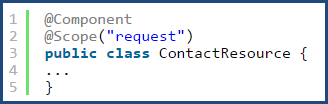 1 @Component
2 @Scope("request")
3 public class ContactResource {
4 ...
5 }